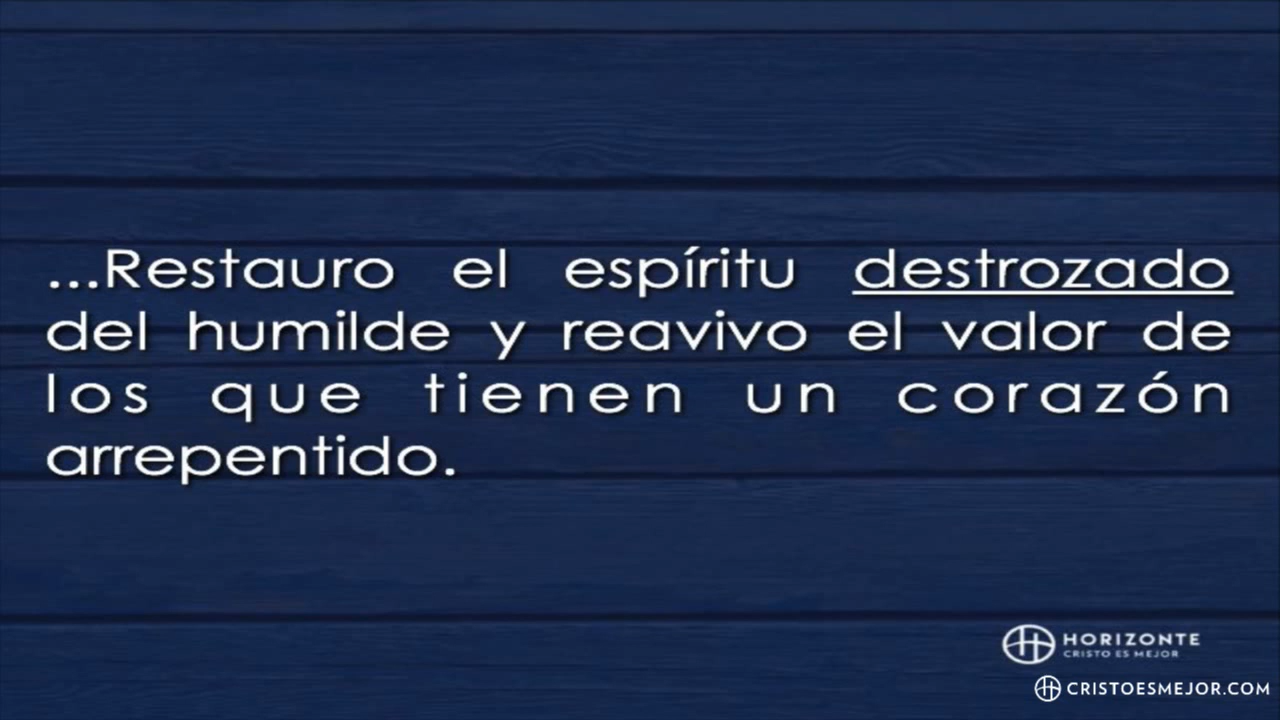 ...Restauro el espíritu destrozado
del humilde y reavivo el valor de
los que tienen un corazón
arrepentido.
HORIZONTE
CRISTO ES MEJOR
CRISTOESMEJOR.COM